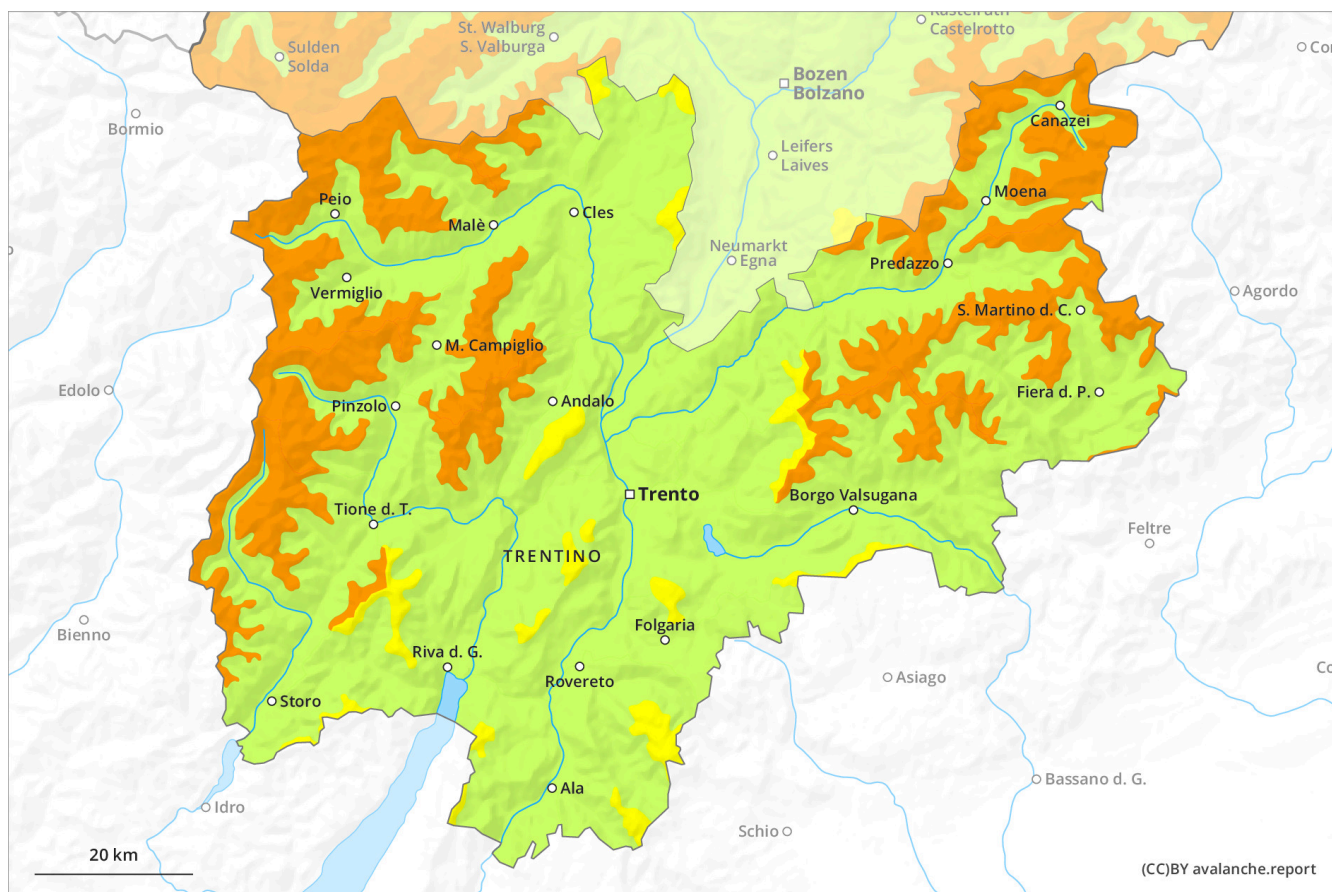 Kastelruth
Castelrotto
St. Walburg
S. Valburga
Sulden
Solda
Bozen
Bolzano
Bormio
Canazei
Leifers
Laives
Peio
Moena
Malè
Cles
Neumarkt
Egna
Predazzo
Vermiglio
Agordo
S. Martino d. C.
M. Campiglio
Edolo
Fiera d. P.
Pinzolo
Andalo
Trento
Borgo Valsugana
Tione d. T.
Feltre
TRENTINO
Bienno
Folgaria
Riva d. G.
Rovereto
Asiago
Storo
Ala
Bassano d. G.
Idro
Schio
20 km
(CC)BY avalanche.report